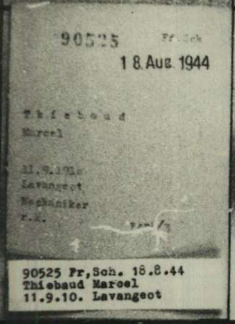 90525 Fr.Sch
18. Aug. 1944
Thiebaud
Marcel
11.9.1910
Lavangeot
Mechaniker
r.k.
90525 Fr,Sch. 18.8.44
Thiebaud Marcel
11.9.10. Lavangeot